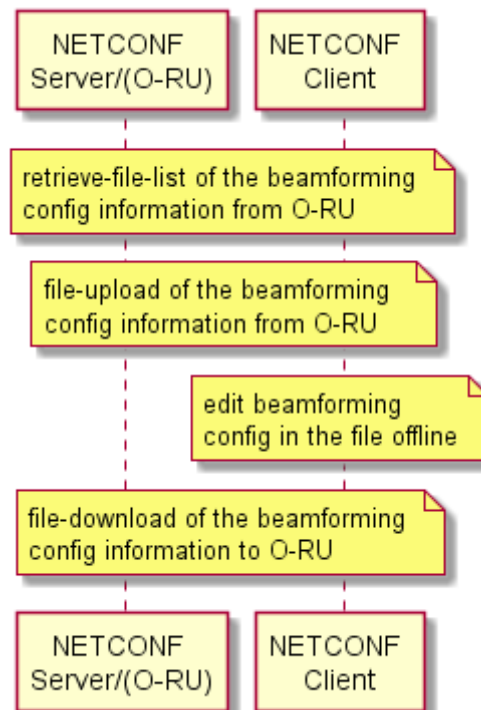 NETCONF
Server/(O-RU)
NETCONF
Client
retrieve-file-list of the beamforming
config information from O-RU
file-upload of the beamforming
config information from O-RU
edit beamforming
config in the file offline
file-download of the beamforming
config information to O-RU
NETCONF
Server/(O-RU)
NETCONF
Client